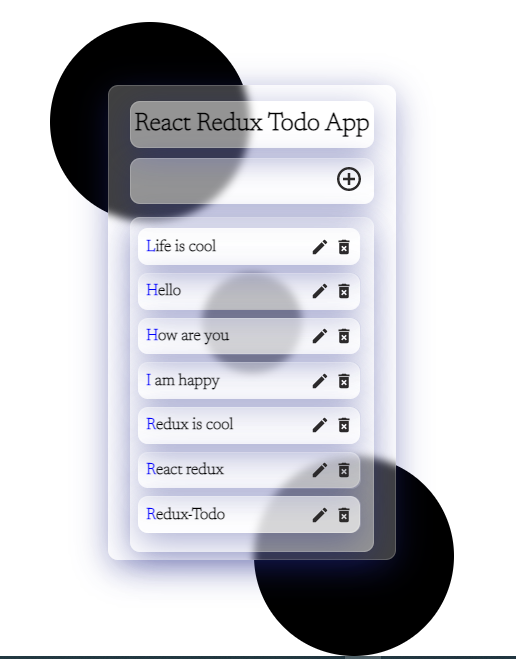 React Redux Todo App
Life is cool
Hello
How are you
I am happy
Redux is cool
React redux
Redux-Todo